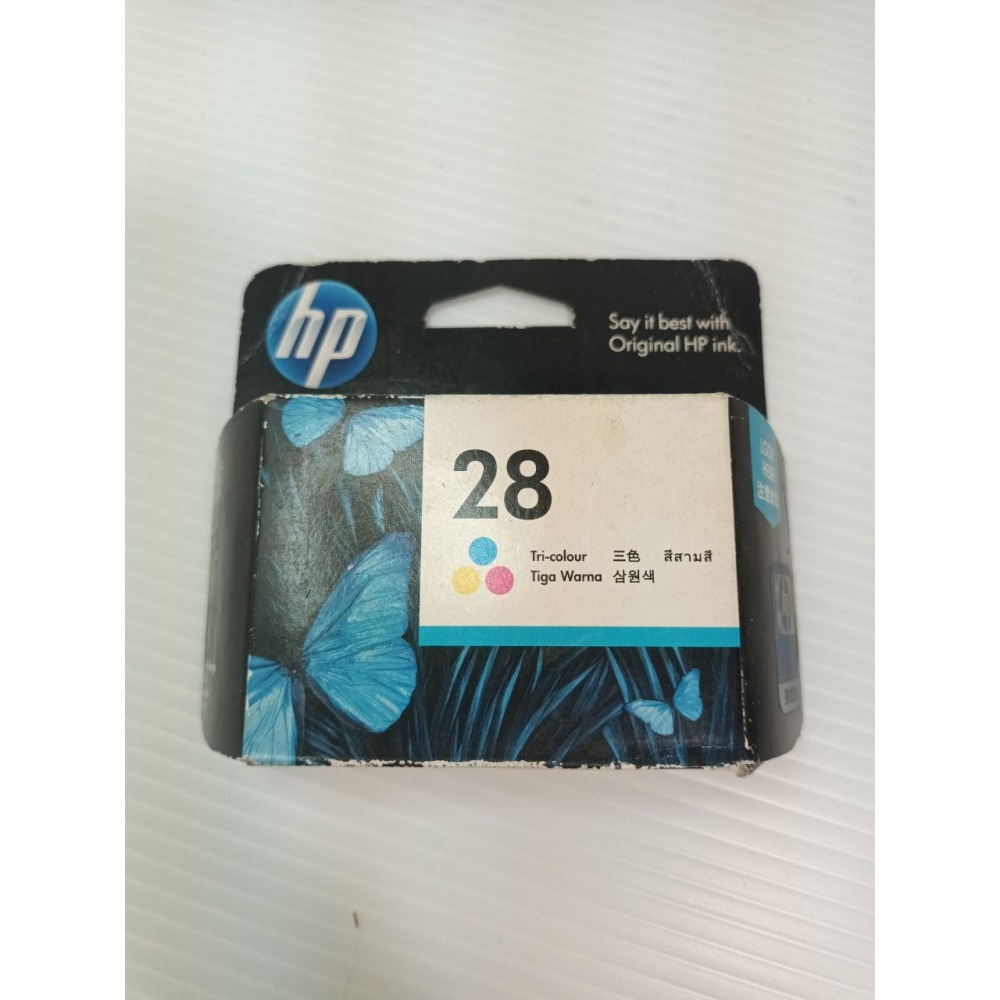 hp
Say it best with
Original HP ink.
28
Tri-colour 三色 สีสามสี
Tiga Warna 삼원색